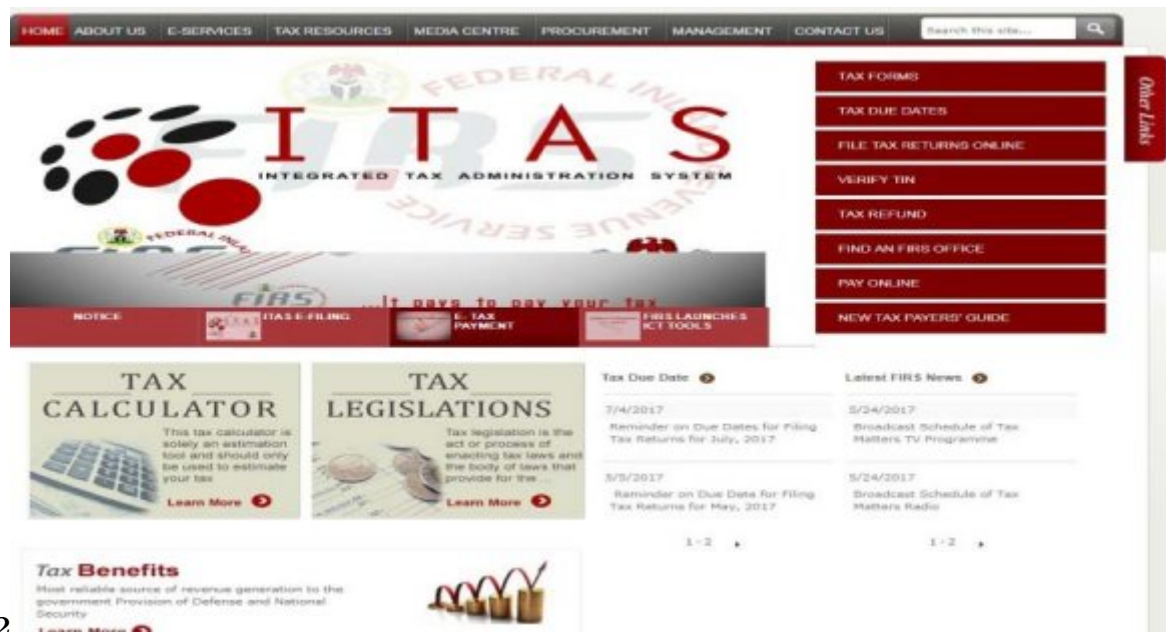 HOME ABOUT US E-SERVICES TAX RESOURCES MEDIA CENTRE PROCUREMENT MANAGEMENT CONTACT US Search this site...
Other Links
FEDERAL INLAND REVENUE SERVICE
FIRS
ITAS
INTEGRATED TAX ADMINISTRATION SYSTEM
FEDERAL INLA
FIRS
...It pays to pay your tax
NOTICE
ITAS E-FILING
E- TAX
PAYMENT
FIRS LAUNCHES
ICT TOOLS
TAX FORMS
TAX DUE DATES
FILE TAX RETURNS ONLINE
VERIFY TIN
TAX REFUND
FIND AN FIRS OFFICE
PAY ONLINE
NEW TAX PAYERS' GUIDE
TAX
CALCULATOR
This tax calculator is
solely an estimation
tool and should only
be used to estimate
your tax
Learn More
TAX
LEGISLATIONS
Tax legislation is the
act or process of
enacting tax laws and
the body of laws that
provide for the ...
Learn More
Tax Due Date
7/4/2017
Reminder on Due Dates for Filing
Tax Returns for July, 2017
5/5/2017
Reminder on Due Date for Filing
Tax Returns for May, 2017
1 - 2
Latest FIRS News
5/24/2017
Broadcast Schedule of Tax
Matters TV Programme
5/24/2017
Broadcast Schedule of Tax
Matters Radio
1 - 2
Tax Benefits
Most reliable source of revenue generation to the
government Provision of Defense and National
Security
Learn More
2